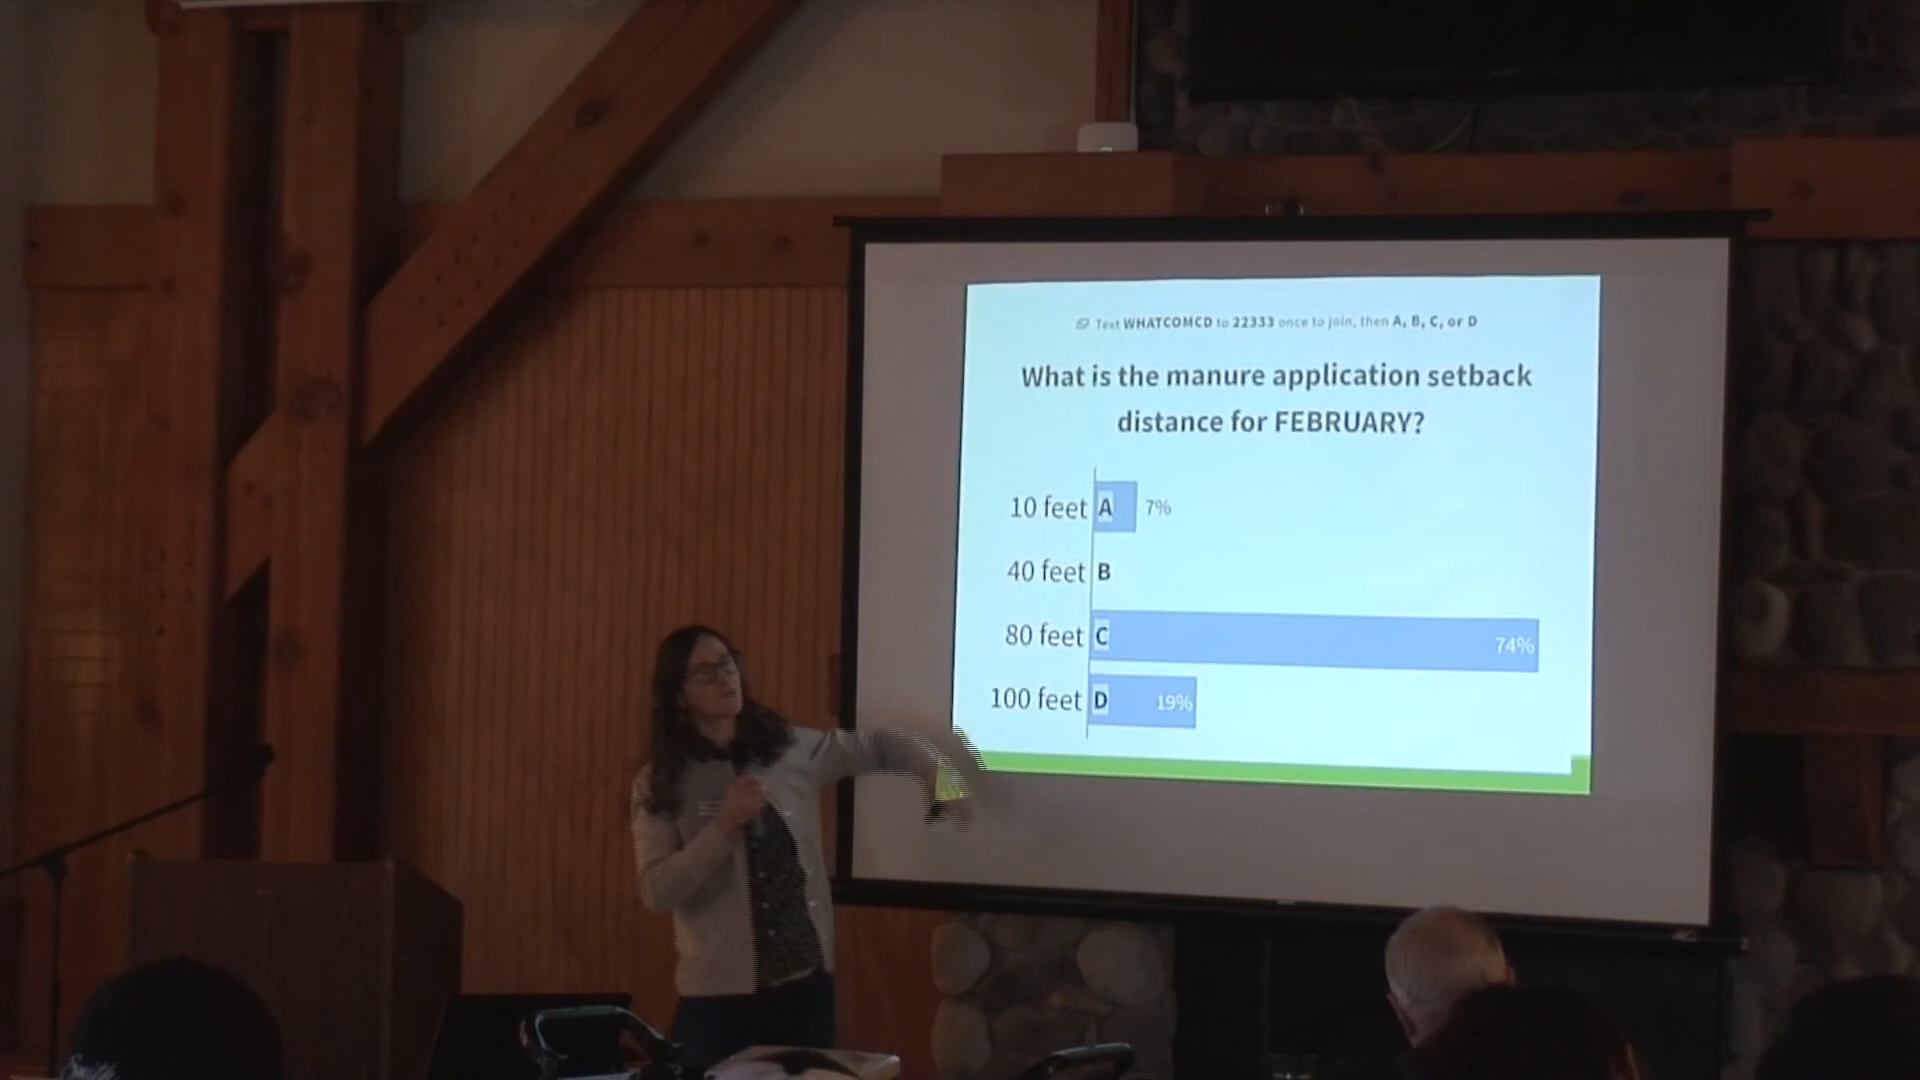 Text WHATCOMCD to 22333 once to join, then A, B, C, or D
What is the manure application setback
distance for FEBRUARY?
10 feet A 7%
40 feet B
80 feet C 74%
100 feet D 19%